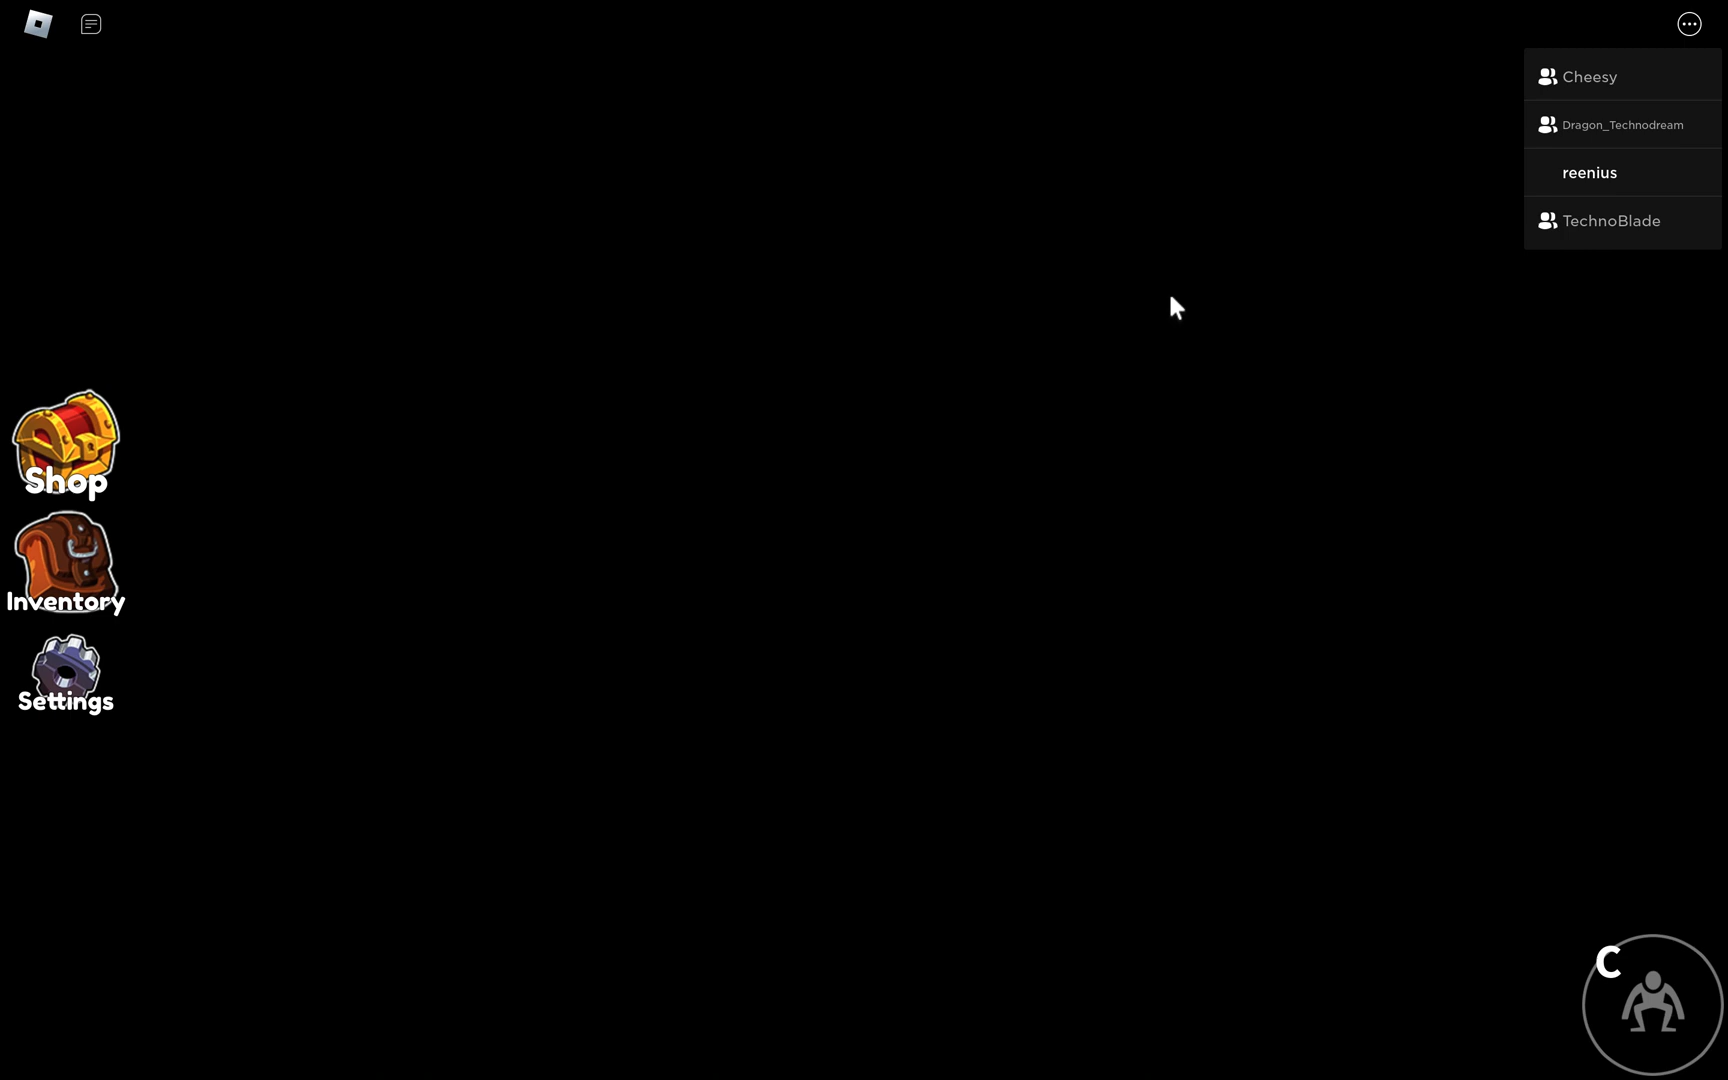 Cheesy
Dragon_Technodream
reenius
TechnoBlade
Shop
Inventory
Settings
C